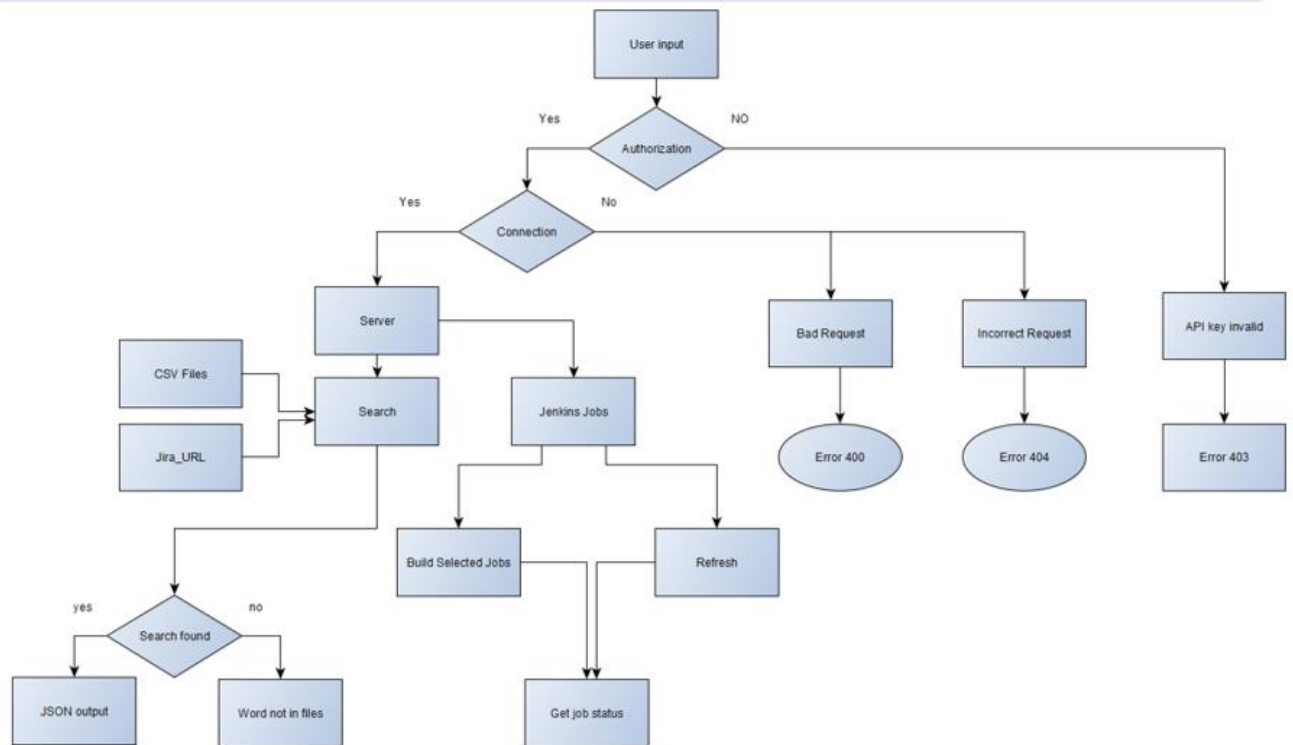 User input
Yes
NO
Authorization
Yes
No
Connection
Server
Bad Request
Incorrect Request
API key invalid
CSV Files
Search
Jenkins Jobs
Jira_URL
Error 400
Error 404
Error 403
Build Selected Jobs
Refresh
yes
no
Search found
JSON output
Word not in files
Get job status